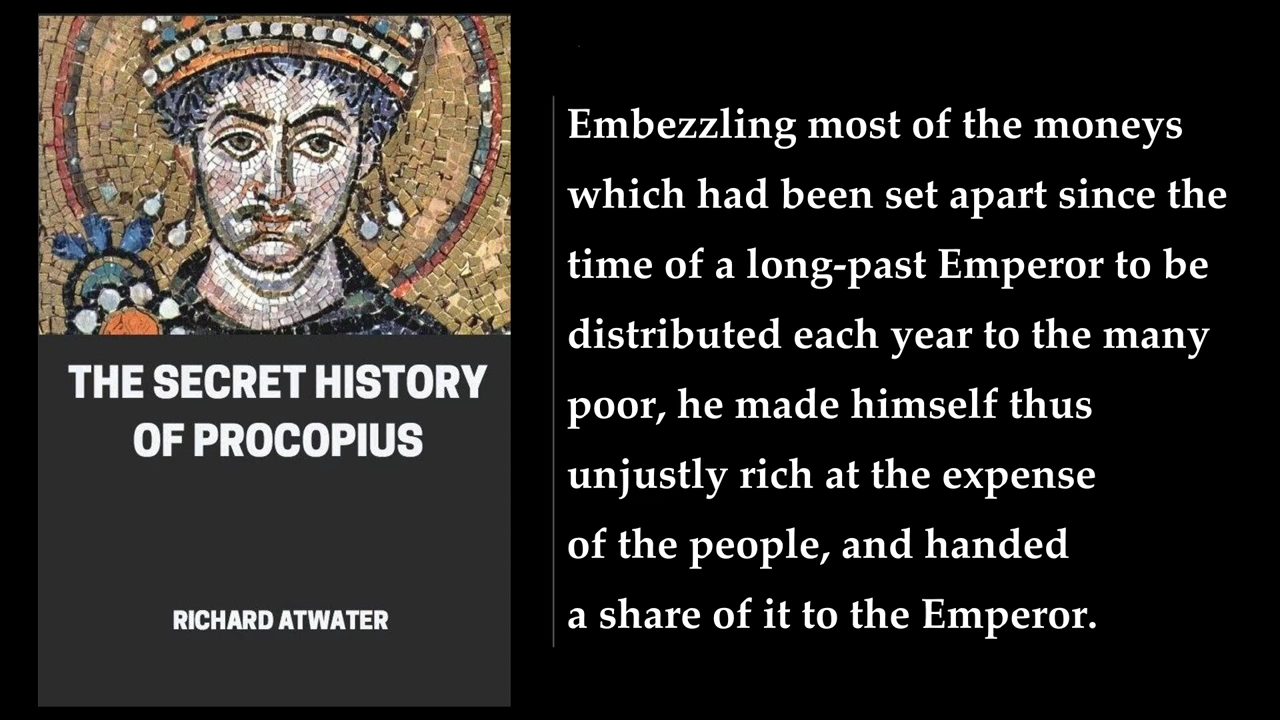 THE SECRET HISTORY
OF PROCOPIUS
RICHARD ATWATER
Embezzling most of the moneys
which had been set apart since the
time of a long-past Emperor to be
distributed each year to the many
poor, he made himself thus
unjustly rich at the expense
of the people, and handed
a share of it to the Emperor.